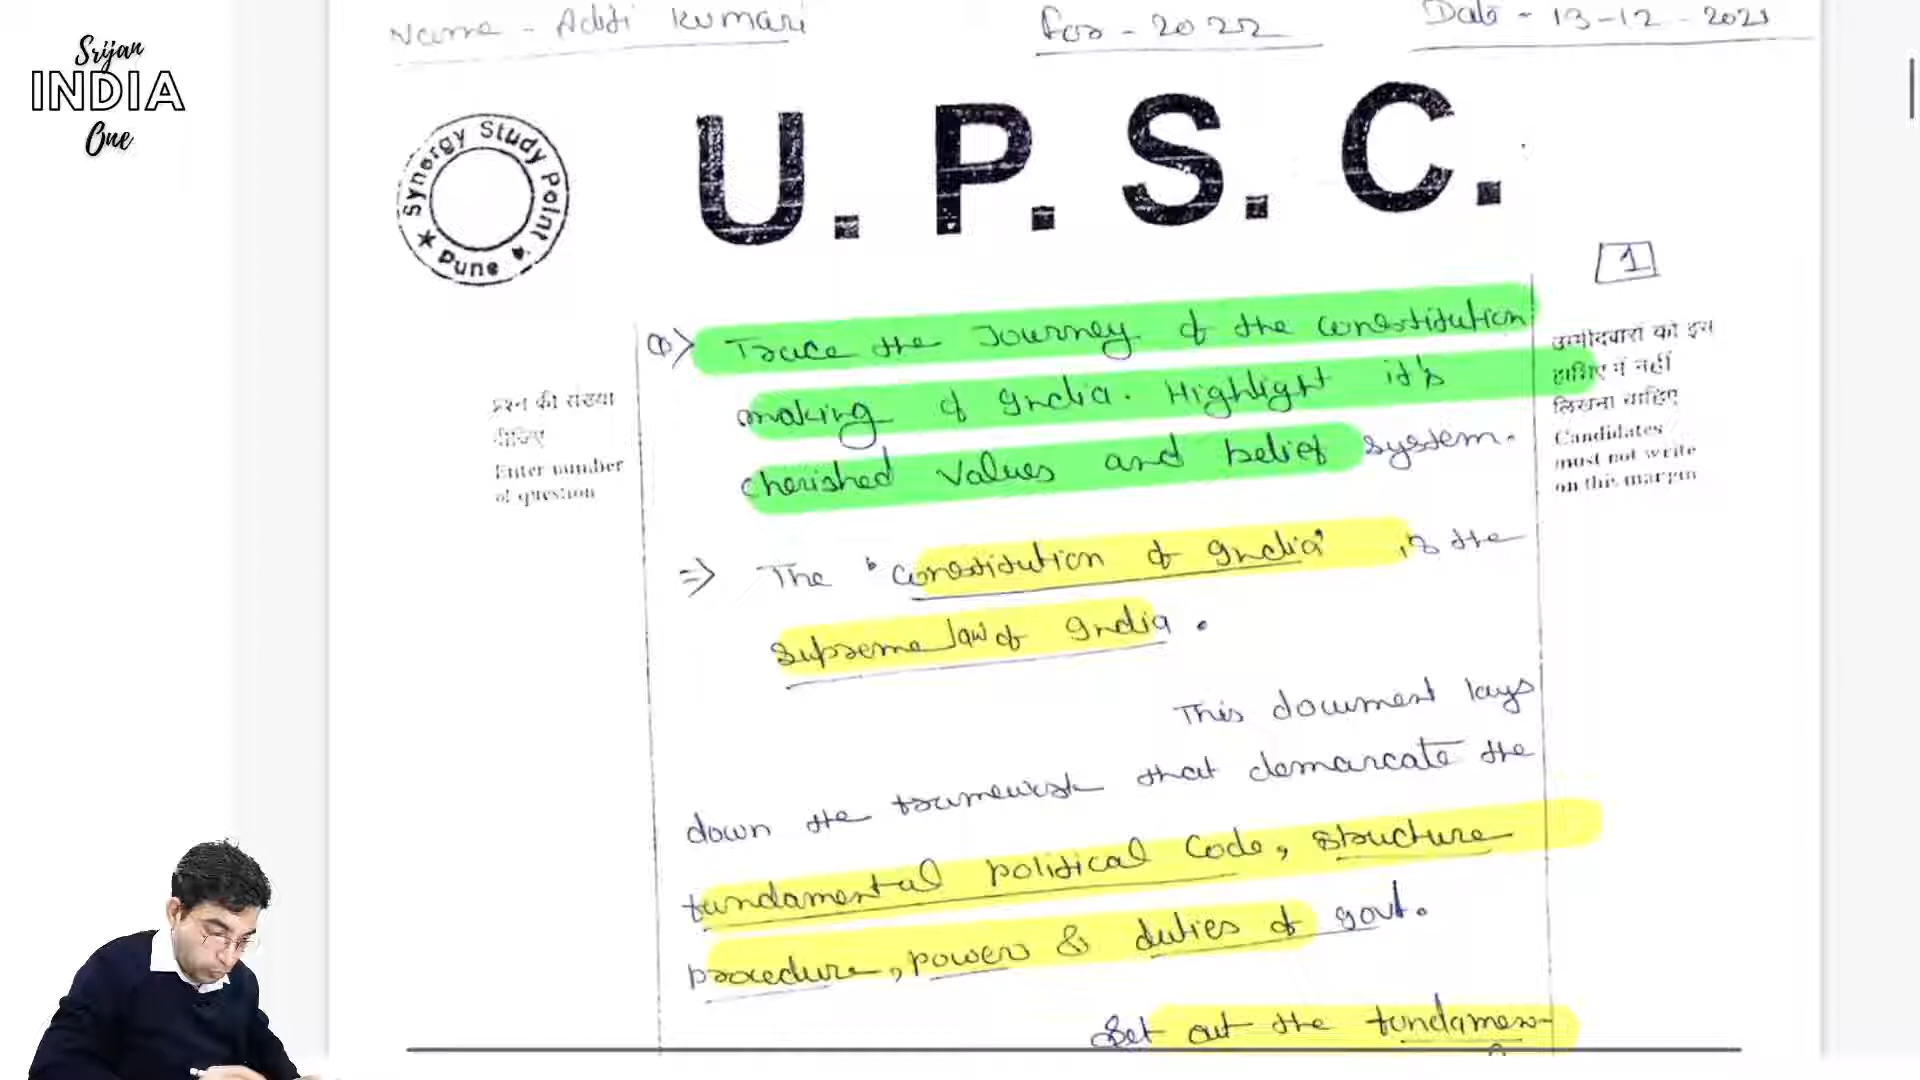 Srijan
INDIA
One
Name - Aditi Kumari
For - 2022
Date - 13-12-2021
Synergy Study Point
Pune
U. P. S. C.
1
Q> Trace the Journey of the constitution
making of India. Highlight it's
cherished values and belief system.
प्रश्न की संख्या
दीजिए
Enter number
of question
उम्मीदवारों को इस
हाशिए में नहीं
लिखना चाहिए
Candidates
must not write
on this margin
=> The "constitution of India" is the
supreme law of India.
This document lays
down the framework that demarcate the
fundamental political code, structure
procedure, powers & duties of govt.
Set out the fundamen-